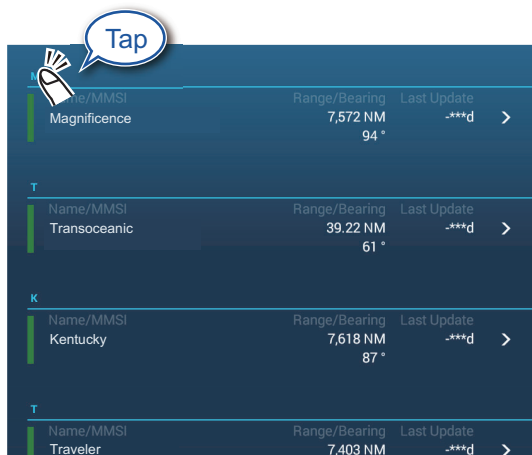 Tap
M
Name/MMSI Range/Bearing Last Update
Magnificence 7,572 NM -***d >
94 °
T
Name/MMSI Range/Bearing Last Update
Transoceanic 39.22 NM -***d >
61 °
K
Name/MMSI Range/Bearing Last Update
Kentucky 7,618 NM -***d >
87 °
T
Name/MMSI Range/Bearing Last Update
Traveler 7,403 NM -***d >